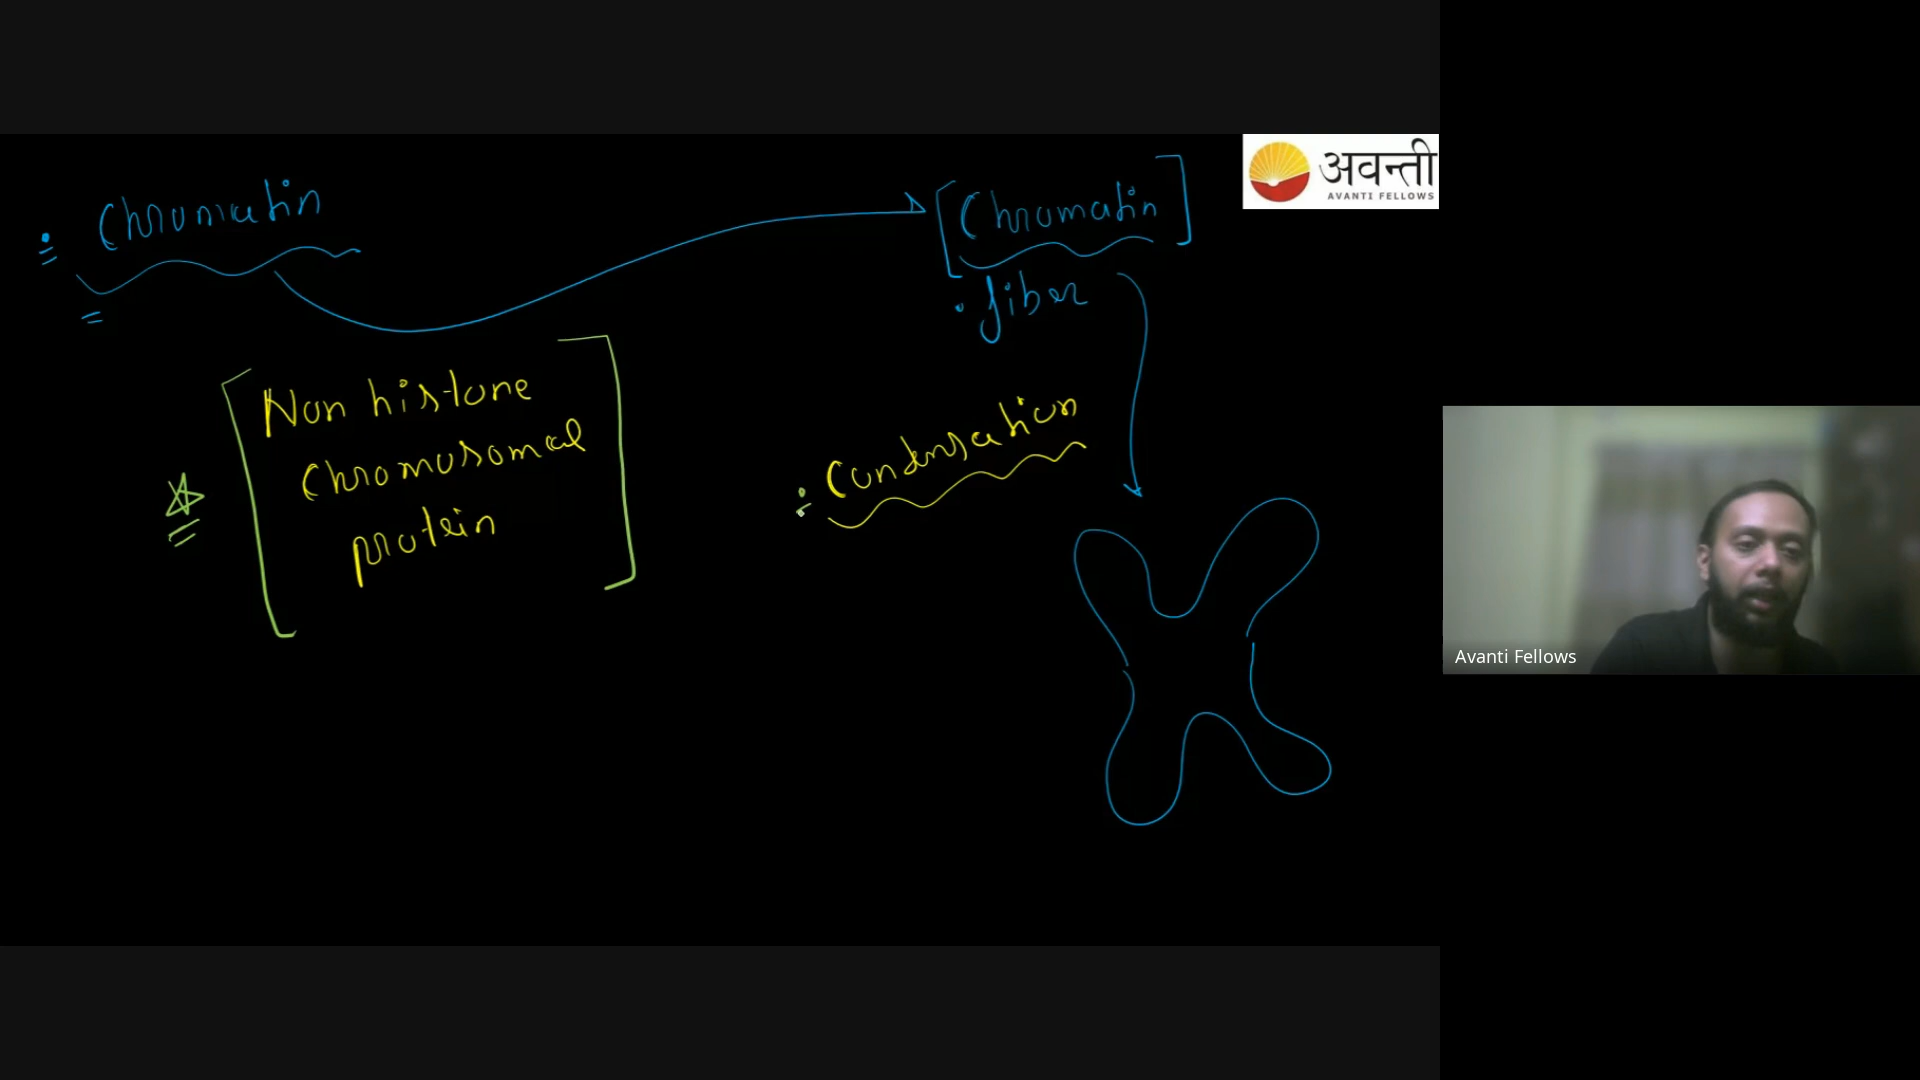 Chromatin
[Chromatin]
fiber
अवन्ती
AVANTI FELLOWS
Non histone
Chromosomal
protein
: Condensation
Avanti Fellows